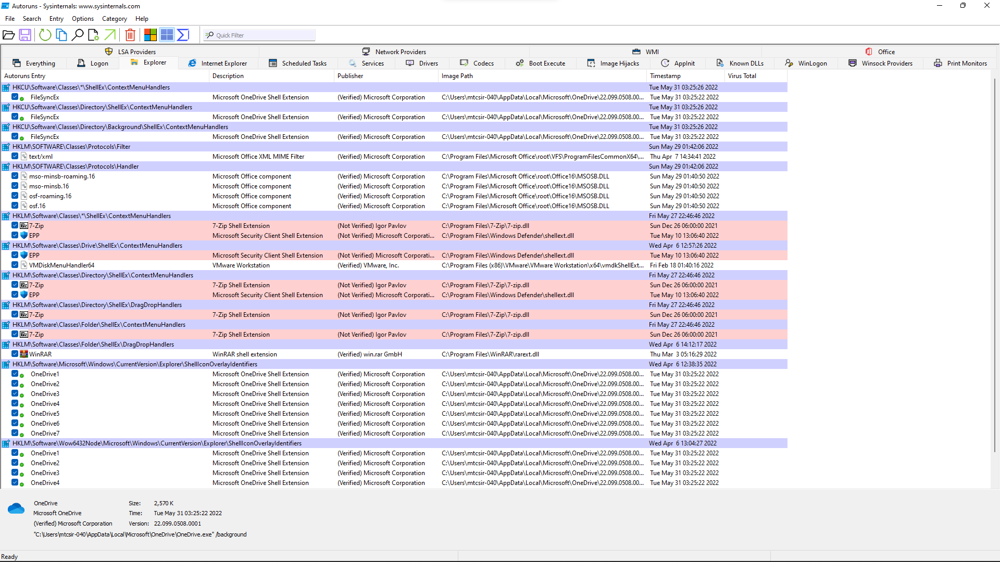 Autoruns - Sysinternals: www.sysinternals.com
File Search Entry Options Category Help
Quick Filter
LSA Providers Network Providers WMI Office
Everything Logon Explorer Internet Explorer Scheduled Tasks Services Drivers Codecs Boot Execute Image Hijacks AppInit Known DLLs WinLogon Winsock Providers Print Monitors
Autoruns Entry Description Publisher Image Path Timestamp Virus Total
HKCU\Software\Classes\*\ShellEx\ContextMenuHandlers Tue May 31 03:25:26 2022
FileSyncEx Microsoft OneDrive Shell Extension (Verified) Microsoft Corporation C:\Users\mtcsir-040\AppData\Local\Microsoft\OneDrive\22.099.0508.00... Tue May 31 03:25:22 2022
HKCU\Software\Classes\Directory\ShellEx\ContextMenuHandlers Tue May 31 03:25:26 2022
FileSyncEx Microsoft OneDrive Shell Extension (Verified) Microsoft Corporation C:\Users\mtcsir-040\AppData\Local\Microsoft\OneDrive\22.099.0508.00... Tue May 31 03:25:22 2022
HKCU\Software\Classes\Directory\Background\ShellEx\ContextMenuHandlers Tue May 31 03:25:26 2022
FileSyncEx Microsoft OneDrive Shell Extension (Verified) Microsoft Corporation C:\Users\mtcsir-040\AppData\Local\Microsoft\OneDrive\22.099.0508.00... Tue May 31 03:25:22 2022
HKLM\SOFTWARE\Classes\Protocols\Filter Sun May 29 01:42:06 2022
text/xml Microsoft Office XML MIME Filter (Verified) Microsoft Corporation C:\Program Files\Microsoft Office\root\VFS\ProgramFilesCommonX64\... Thu Apr 7 14:34:41 2022
HKLM\SOFTWARE\Classes\Protocols\Handler Sun May 29 01:42:06 2022
mso-minsb-roaming.16 Microsoft Office component (Verified) Microsoft Corporation C:\Program Files\Microsoft Office\root\Office16\MSOSB.DLL Sun May 29 01:40:50 2022
mso-minsb.16 Microsoft Office component (Verified) Microsoft Corporation C:\Program Files\Microsoft Office\root\Office16\MSOSB.DLL Sun May 29 01:40:50 2022
osf-roaming.16 Microsoft Office component (Verified) Microsoft Corporation C:\Program Files\Microsoft Office\root\Office16\MSOSB.DLL Sun May 29 01:40:50 2022
osf.16 Microsoft Office component (Verified) Microsoft Corporation C:\Program Files\Microsoft Office\root\Office16\MSOSB.DLL Sun May 29 01:40:50 2022
HKLM\Software\Classes\*\ShellEx\ContextMenuHandlers Fri May 27 22:46:46 2022
7-Zip 7-Zip Shell Extension (Not Verified) Igor Pavlov C:\Program Files\7-Zip\7-zip.dll Sun Dec 26 06:00:00 2021
EPP Microsoft Security Client Shell Extension (Not Verified) Microsoft Corporati... C:\Program Files\Windows Defender\shellext.dll Tue May 10 13:06:40 2022
HKLM\Software\Classes\Drive\ShellEx\ContextMenuHandlers Wed Apr 6 12:57:26 2022
EPP Microsoft Security Client Shell Extension (Not Verified) Microsoft Corporati... C:\Program Files\Windows Defender\shellext.dll Tue May 10 13:06:40 2022
VMDiskMenuHandler64 VMware Workstation (Verified) VMware, Inc. C:\Program Files (x86)\VMware\VMware Workstation\x64\vmdkShellExt... Fri Feb 18 01:40:16 2022
HKLM\Software\Classes\Directory\ShellEx\ContextMenuHandlers Fri May 27 22:46:46 2022
7-Zip 7-Zip Shell Extension (Not Verified) Igor Pavlov C:\Program Files\7-Zip\7-zip.dll Sun Dec 26 06:00:00 2021
EPP Microsoft Security Client Shell Extension (Not Verified) Microsoft Corporati... C:\Program Files\Windows Defender\shellext.dll Tue May 10 13:06:40 2022
HKLM\Software\Classes\Directory\ShellEx\DragDropHandlers Fri May 27 22:46:46 2022
7-Zip 7-Zip Shell Extension (Not Verified) Igor Pavlov C:\Program Files\7-Zip\7-zip.dll Sun Dec 26 06:00:00 2021
HKLM\Software\Classes\Folder\ShellEx\ContextMenuHandlers Fri May 27 22:46:46 2022
7-Zip 7-Zip Shell Extension (Not Verified) Igor Pavlov C:\Program Files\7-Zip\7-zip.dll Sun Dec 26 06:00:00 2021
HKLM\Software\Classes\Folder\ShellEx\DragDropHandlers Wed Apr 6 14:12:17 2022
WinRAR WinRAR shell extension (Verified) win.rar GmbH C:\Program Files\WinRAR\rarext.dll Thu Mar 3 05:16:29 2022
HKLM\Software\Microsoft\Windows\CurrentVersion\Explorer\ShellIconOverlayIdentifiers Wed Apr 6 12:38:35 2022
OneDrive1 Microsoft OneDrive Shell Extension (Verified) Microsoft Corporation C:\Users\mtcsir-040\AppData\Local\Microsoft\OneDrive\22.099.0508.00... Tue May 31 03:25:22 2022
OneDrive2 Microsoft OneDrive Shell Extension (Verified) Microsoft Corporation C:\Users\mtcsir-040\AppData\Local\Microsoft\OneDrive\22.099.0508.00... Tue May 31 03:25:22 2022
OneDrive3 Microsoft OneDrive Shell Extension (Verified) Microsoft Corporation C:\Users\mtcsir-040\AppData\Local\Microsoft\OneDrive\22.099.0508.00... Tue May 31 03:25:22 2022
OneDrive4 Microsoft OneDrive Shell Extension (Verified) Microsoft Corporation C:\Users\mtcsir-040\AppData\Local\Microsoft\OneDrive\22.099.0508.00... Tue May 31 03:25:22 2022
OneDrive5 Microsoft OneDrive Shell Extension (Verified) Microsoft Corporation C:\Users\mtcsir-040\AppData\Local\Microsoft\OneDrive\22.099.0508.00... Tue May 31 03:25:22 2022
OneDrive6 Microsoft OneDrive Shell Extension (Verified) Microsoft Corporation C:\Users\mtcsir-040\AppData\Local\Microsoft\OneDrive\22.099.0508.00... Tue May 31 03:25:22 2022
OneDrive7 Microsoft OneDrive Shell Extension (Verified) Microsoft Corporation C:\Users\mtcsir-040\AppData\Local\Microsoft\OneDrive\22.099.0508.00... Tue May 31 03:25:22 2022
HKLM\Software\Wow6432Node\Microsoft\Windows\CurrentVersion\Explorer\ShellIconOverlayIdentifiers Wed Apr 6 13:04:27 2022
OneDrive1 Microsoft OneDrive Shell Extension (Verified) Microsoft Corporation C:\Users\mtcsir-040\AppData\Local\Microsoft\OneDrive\22.099.0508.00... Tue May 31 03:25:22 2022
OneDrive2 Microsoft OneDrive Shell Extension (Verified) Microsoft Corporation C:\Users\mtcsir-040\AppData\Local\Microsoft\OneDrive\22.099.0508.00... Tue May 31 03:25:22 2022
OneDrive3 Microsoft OneDrive Shell Extension (Verified) Microsoft Corporation C:\Users\mtcsir-040\AppData\Local\Microsoft\OneDrive\22.099.0508.00... Tue May 31 03:25:22 2022
OneDrive4 Microsoft OneDrive Shell Extension (Verified) Microsoft Corporation C:\Users\mtcsir-040\AppData\Local\Microsoft\OneDrive\22.099.0508.00... Tue May 31 03:25:22 2022
OneDrive Size: 2,570 K
Microsoft OneDrive Time: Tue May 31 03:25:22 2022
(Verified) Microsoft Corporation Version: 22.099.0508.0001
"C:\Users\mtcsir-040\AppData\Local\Microsoft\OneDrive\OneDrive.exe" /background
Ready